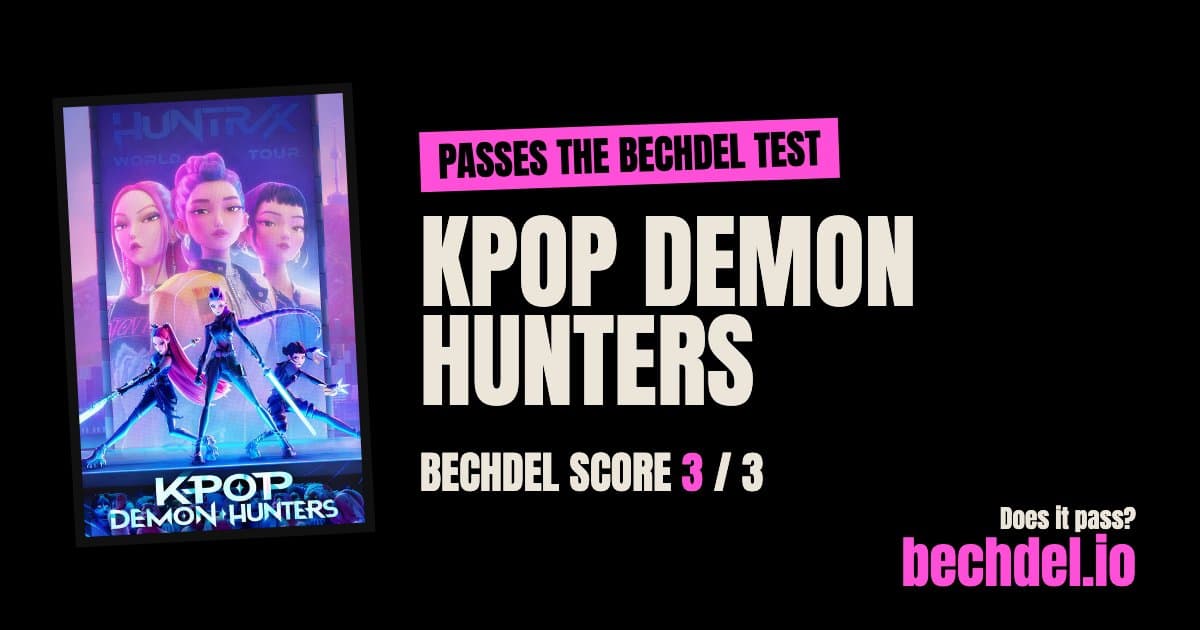 HUNTR/X
WORLD TOUR
K-POP
DEMON HUNTERS
PASSES THE BECHDEL TEST
KPOP DEMON
HUNTERS
BECHDEL SCORE 3 / 3
Does it pass?
bechdel.io